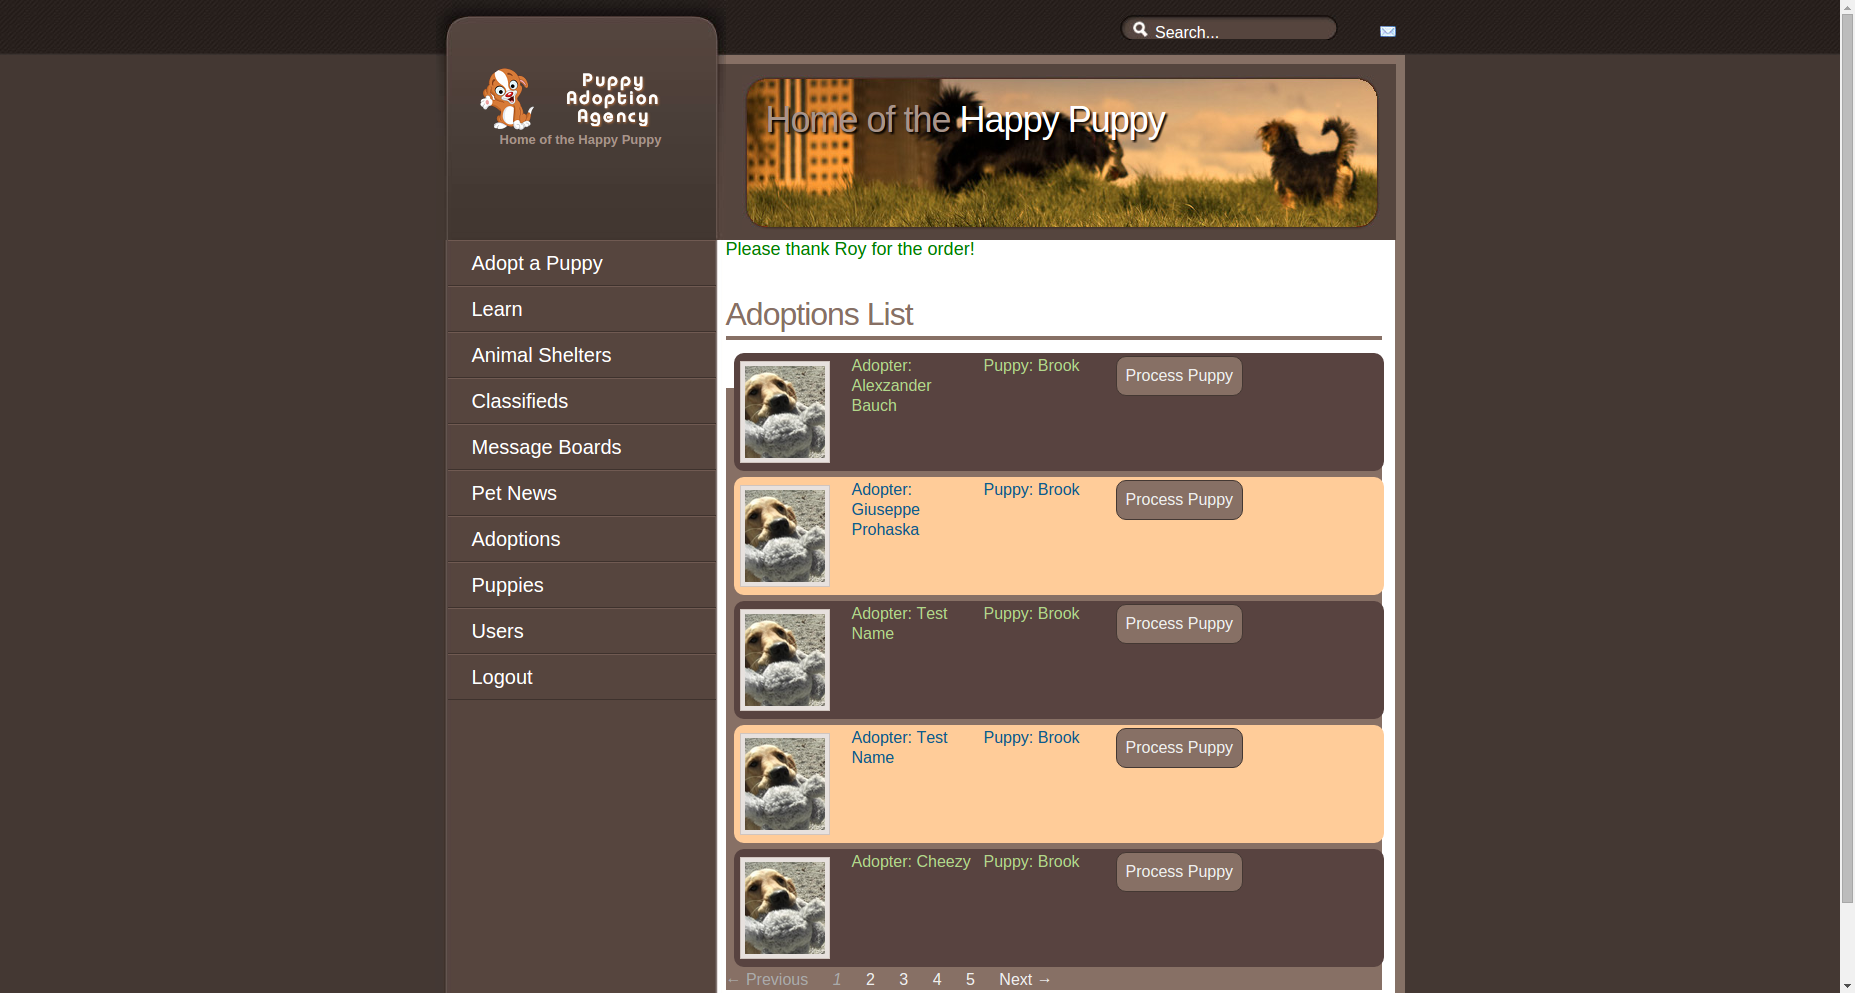 Search...
Puppy
Adoption
Agency
Home of the Happy Puppy
Home of the Happy Puppy
Adopt a Puppy
Learn
Animal Shelters
Classifieds
Message Boards
Pet News
Adoptions
Puppies
Users
Logout
Please thank Roy for the order!
Adoptions List
Adopter: Alexzander Bauch Puppy: Brook Process Puppy
Adopter: Giuseppe Prohaska Puppy: Brook Process Puppy
Adopter: Test Name Puppy: Brook Process Puppy
Adopter: Test Name Puppy: Brook Process Puppy
Adopter: Cheezy Puppy: Brook Process Puppy
← Previous 1 2 3 4 5 Next →